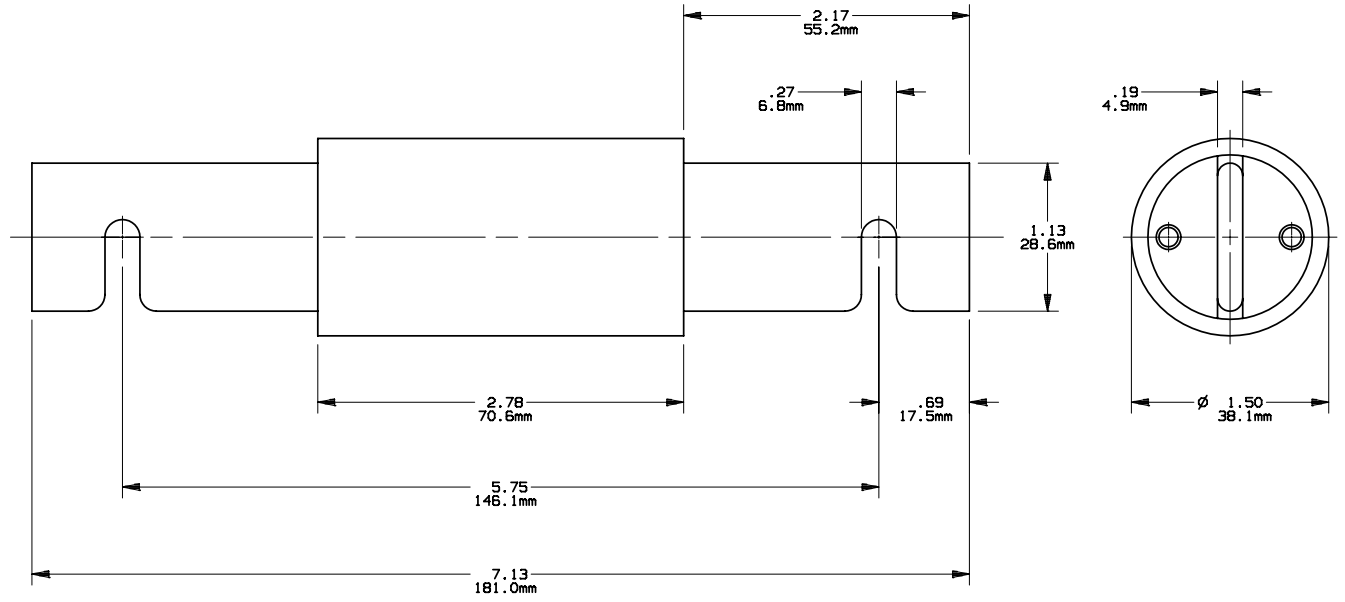 2.17
55.2mm
.27
6.8mm
.19
4.9mm
1.13
28.6mm
2.78
70.6mm
.69
17.5mm
ø 1.50
38.1mm
5.75
146.1mm
7.13
181.0mm